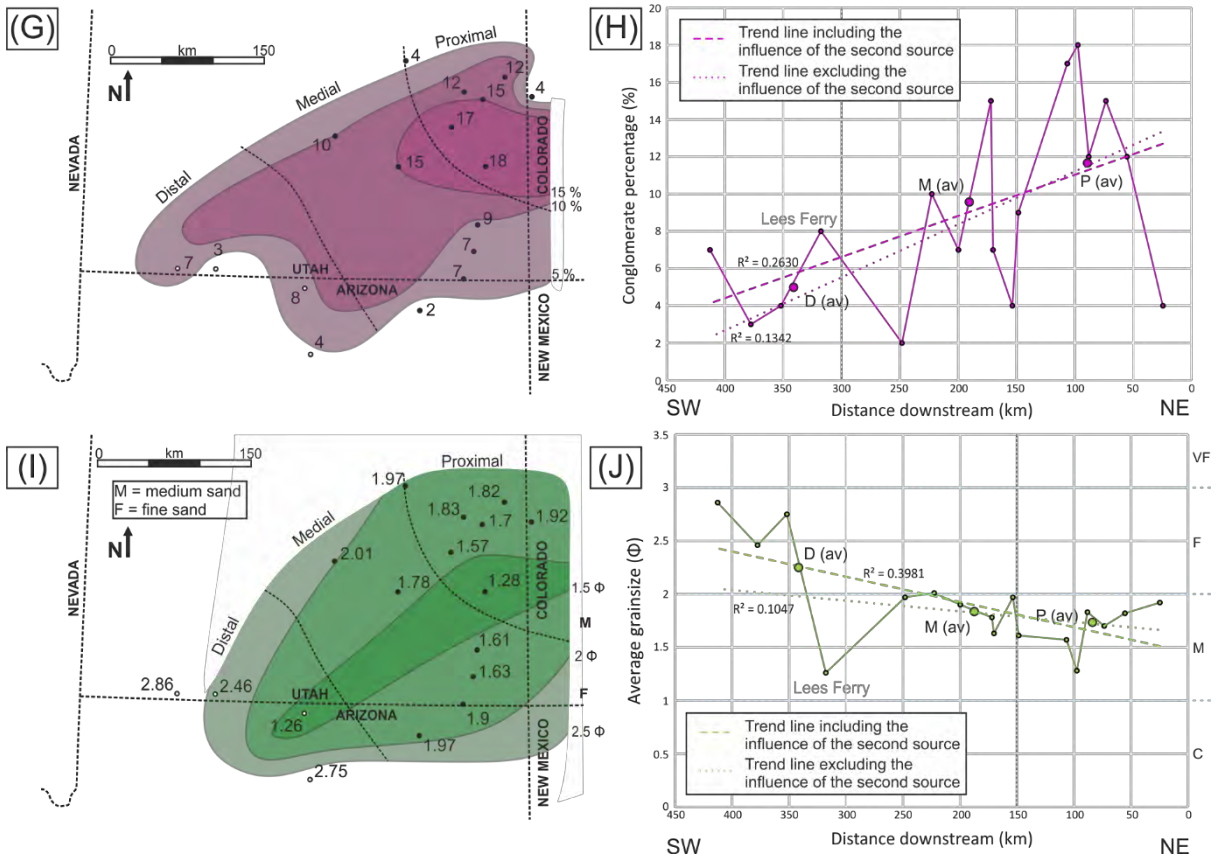 (G)
0
km
150
N
NEVADA
Distal
Medial
Proximal
4
12
12
4
15
10
17
15
18
COLORADO
15 %
10 %
9
7
7
3
7
UTAH
ARIZONA
5 %
8
2
4
NEW MEXICO
(H)
Conglomerate percentage (%)
20
18
16
14
12
10
8
6
4
2
0
Trend line including the
influence of the second source
Trend line excluding the
influence of the second source
M (av)
P (av)
Lees Ferry
R² = 0.2630
D (av)
R² = 0.1342
450
400
350
300
250
200
150
100
50
0
SW
Distance downstream (km)
NE
(I)
0
km
150
M = medium sand
F = fine sand
N
NEVADA
Distal
Medial
Proximal
1.97
1.82
1.83
1.7
1.92
2.01
1.57
1.78
1.28
COLORADO
1.5 Φ
M
1.61
2 Φ
1.63
F
2.86
2.46
UTAH
ARIZONA
1.26
1.9
2.5 Φ
1.97
2.75
NEW MEXICO
(J)
Average grainsize (Φ)
3.5
3
2.5
2
1.5
1
0.5
0
VF
F
M
C
D (av)
R² = 0.3981
R² = 0.1047
M (av)
P (av)
Lees Ferry
Trend line including the
influence of the second source
Trend line excluding the
influence of the second source
450
400
350
300
250
200
150
100
50
0
SW
Distance downstream (km)
NE